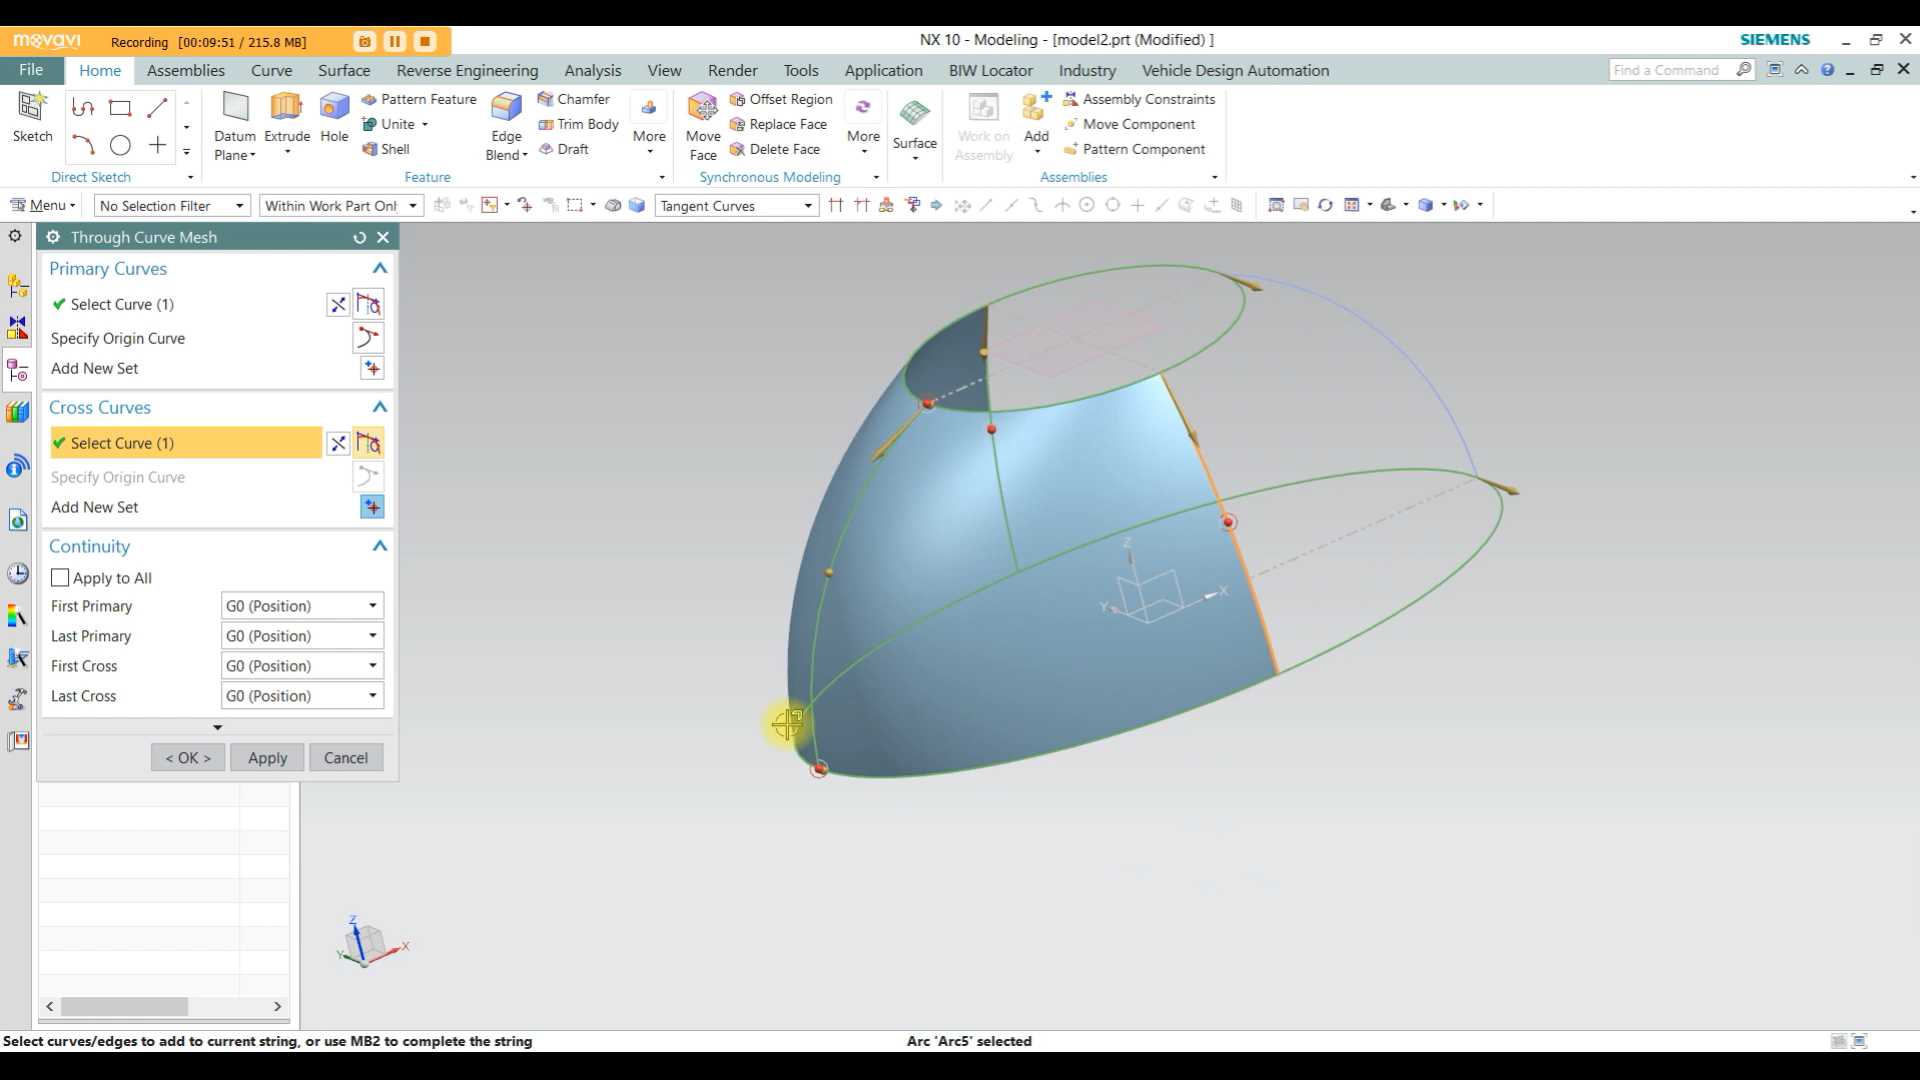 movavi Recording [00:09:51 / 215.8 MB] NX 10 - Modeling - [model2.prt (Modified) ] SIEMENS
File Home Assemblies Curve Surface Reverse Engineering Analysis View Render Tools Application BIW Locator Industry Vehicle Design Automation Find a Command
Sketch
Direct Sketch
Datum Plane
Extrude
Hole
Pattern Feature
Unite
Shell
Edge Blend
Chamfer
Trim Body
Draft
More
Feature
Move Face
Offset Region
Replace Face
Delete Face
More
Synchronous Modeling
Surface
Work on Assembly
Add
Assembly Constraints
Move Component
Pattern Component
Assemblies
Menu No Selection Filter Within Work Part Onl Tangent Curves
Through Curve Mesh
Primary Curves
Select Curve (1)
Specify Origin Curve
Add New Set
Cross Curves
Select Curve (1)
Specify Origin Curve
Add New Set
Continuity
Apply to All
First Primary G0 (Position)
Last Primary G0 (Position)
First Cross G0 (Position)
Last Cross G0 (Position)
< OK > Apply Cancel
Z
X
Y
Z
X
Y
Select curves/edges to add to current string, or use MB2 to complete the string Arc 'Arc5' selected